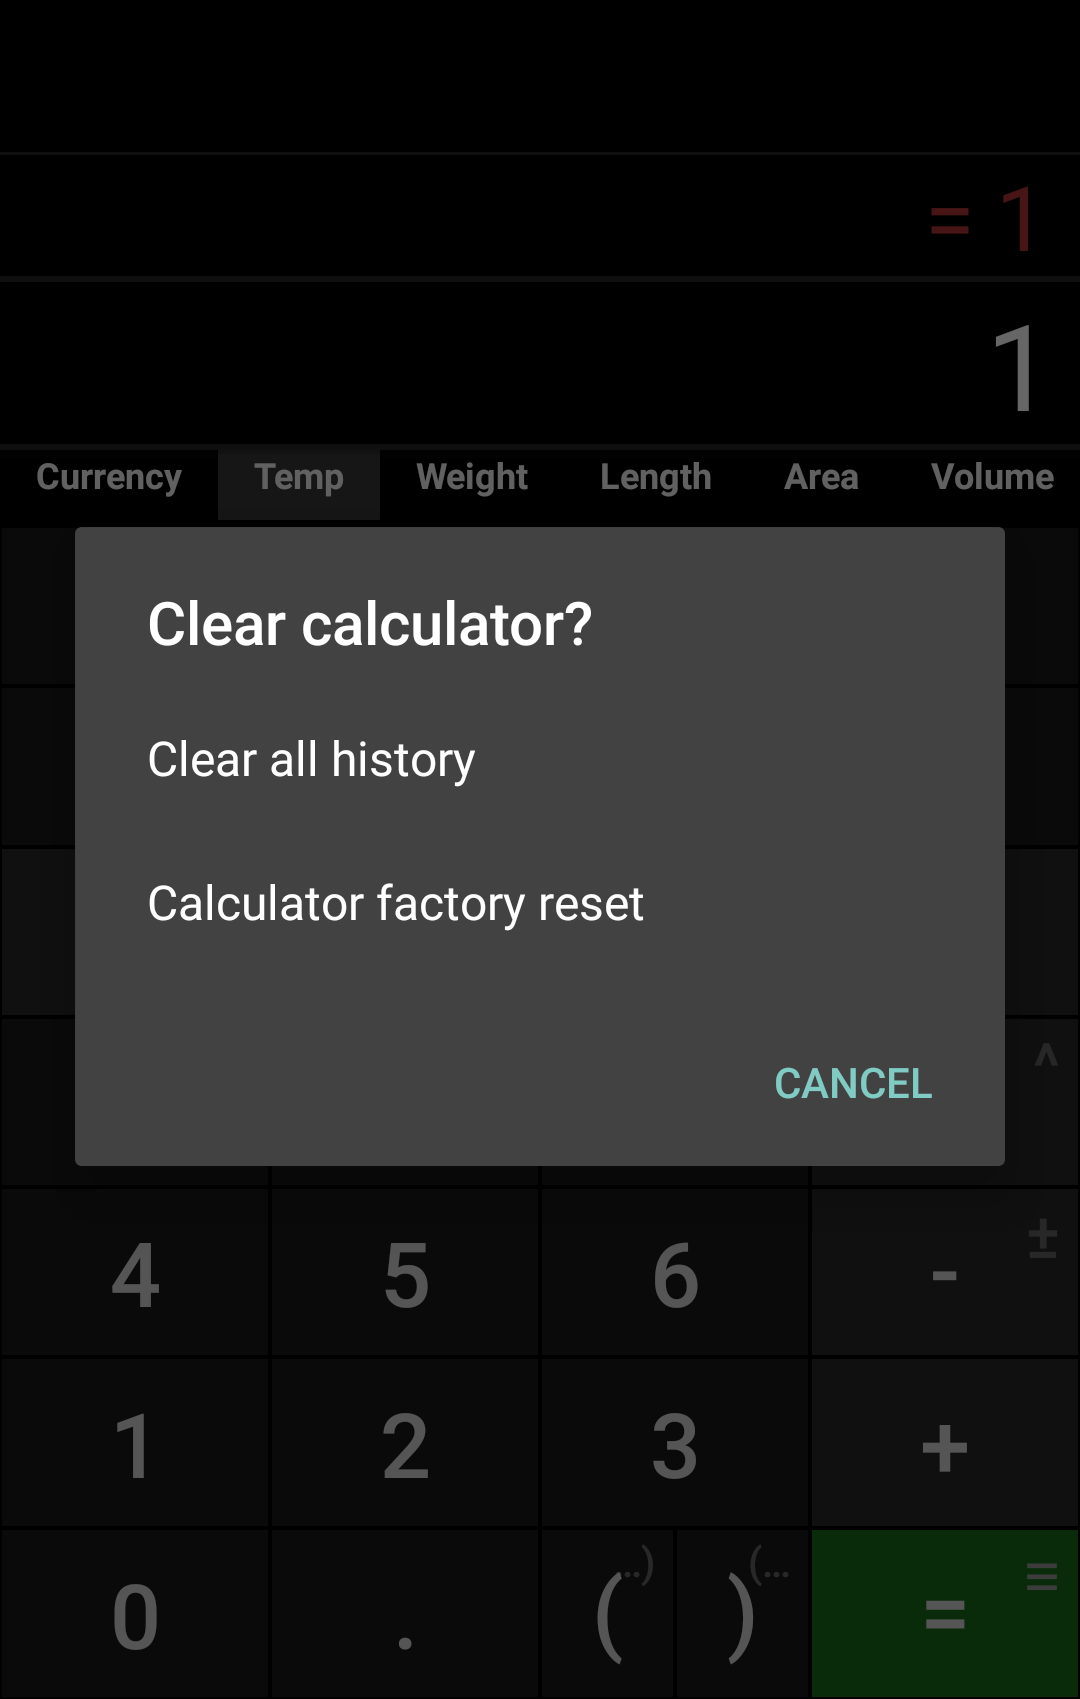 = 1
1
Currency Temp Weight Length Area Volume
Clear calculator?
Clear all history
Calculator factory reset
^
CANCEL
±
4 5 6 -
1 2 3 +
..) (... ≡
0 . ( ) =